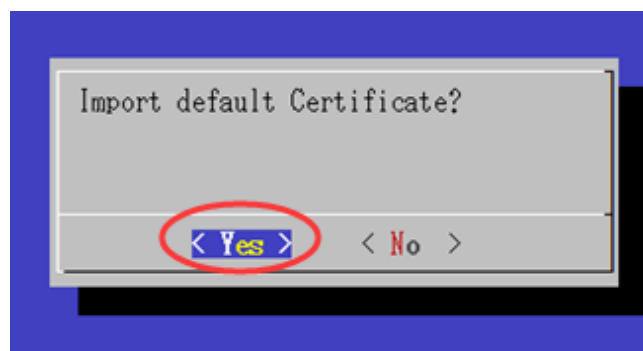 Import default Certificate?
< Yes > < No >